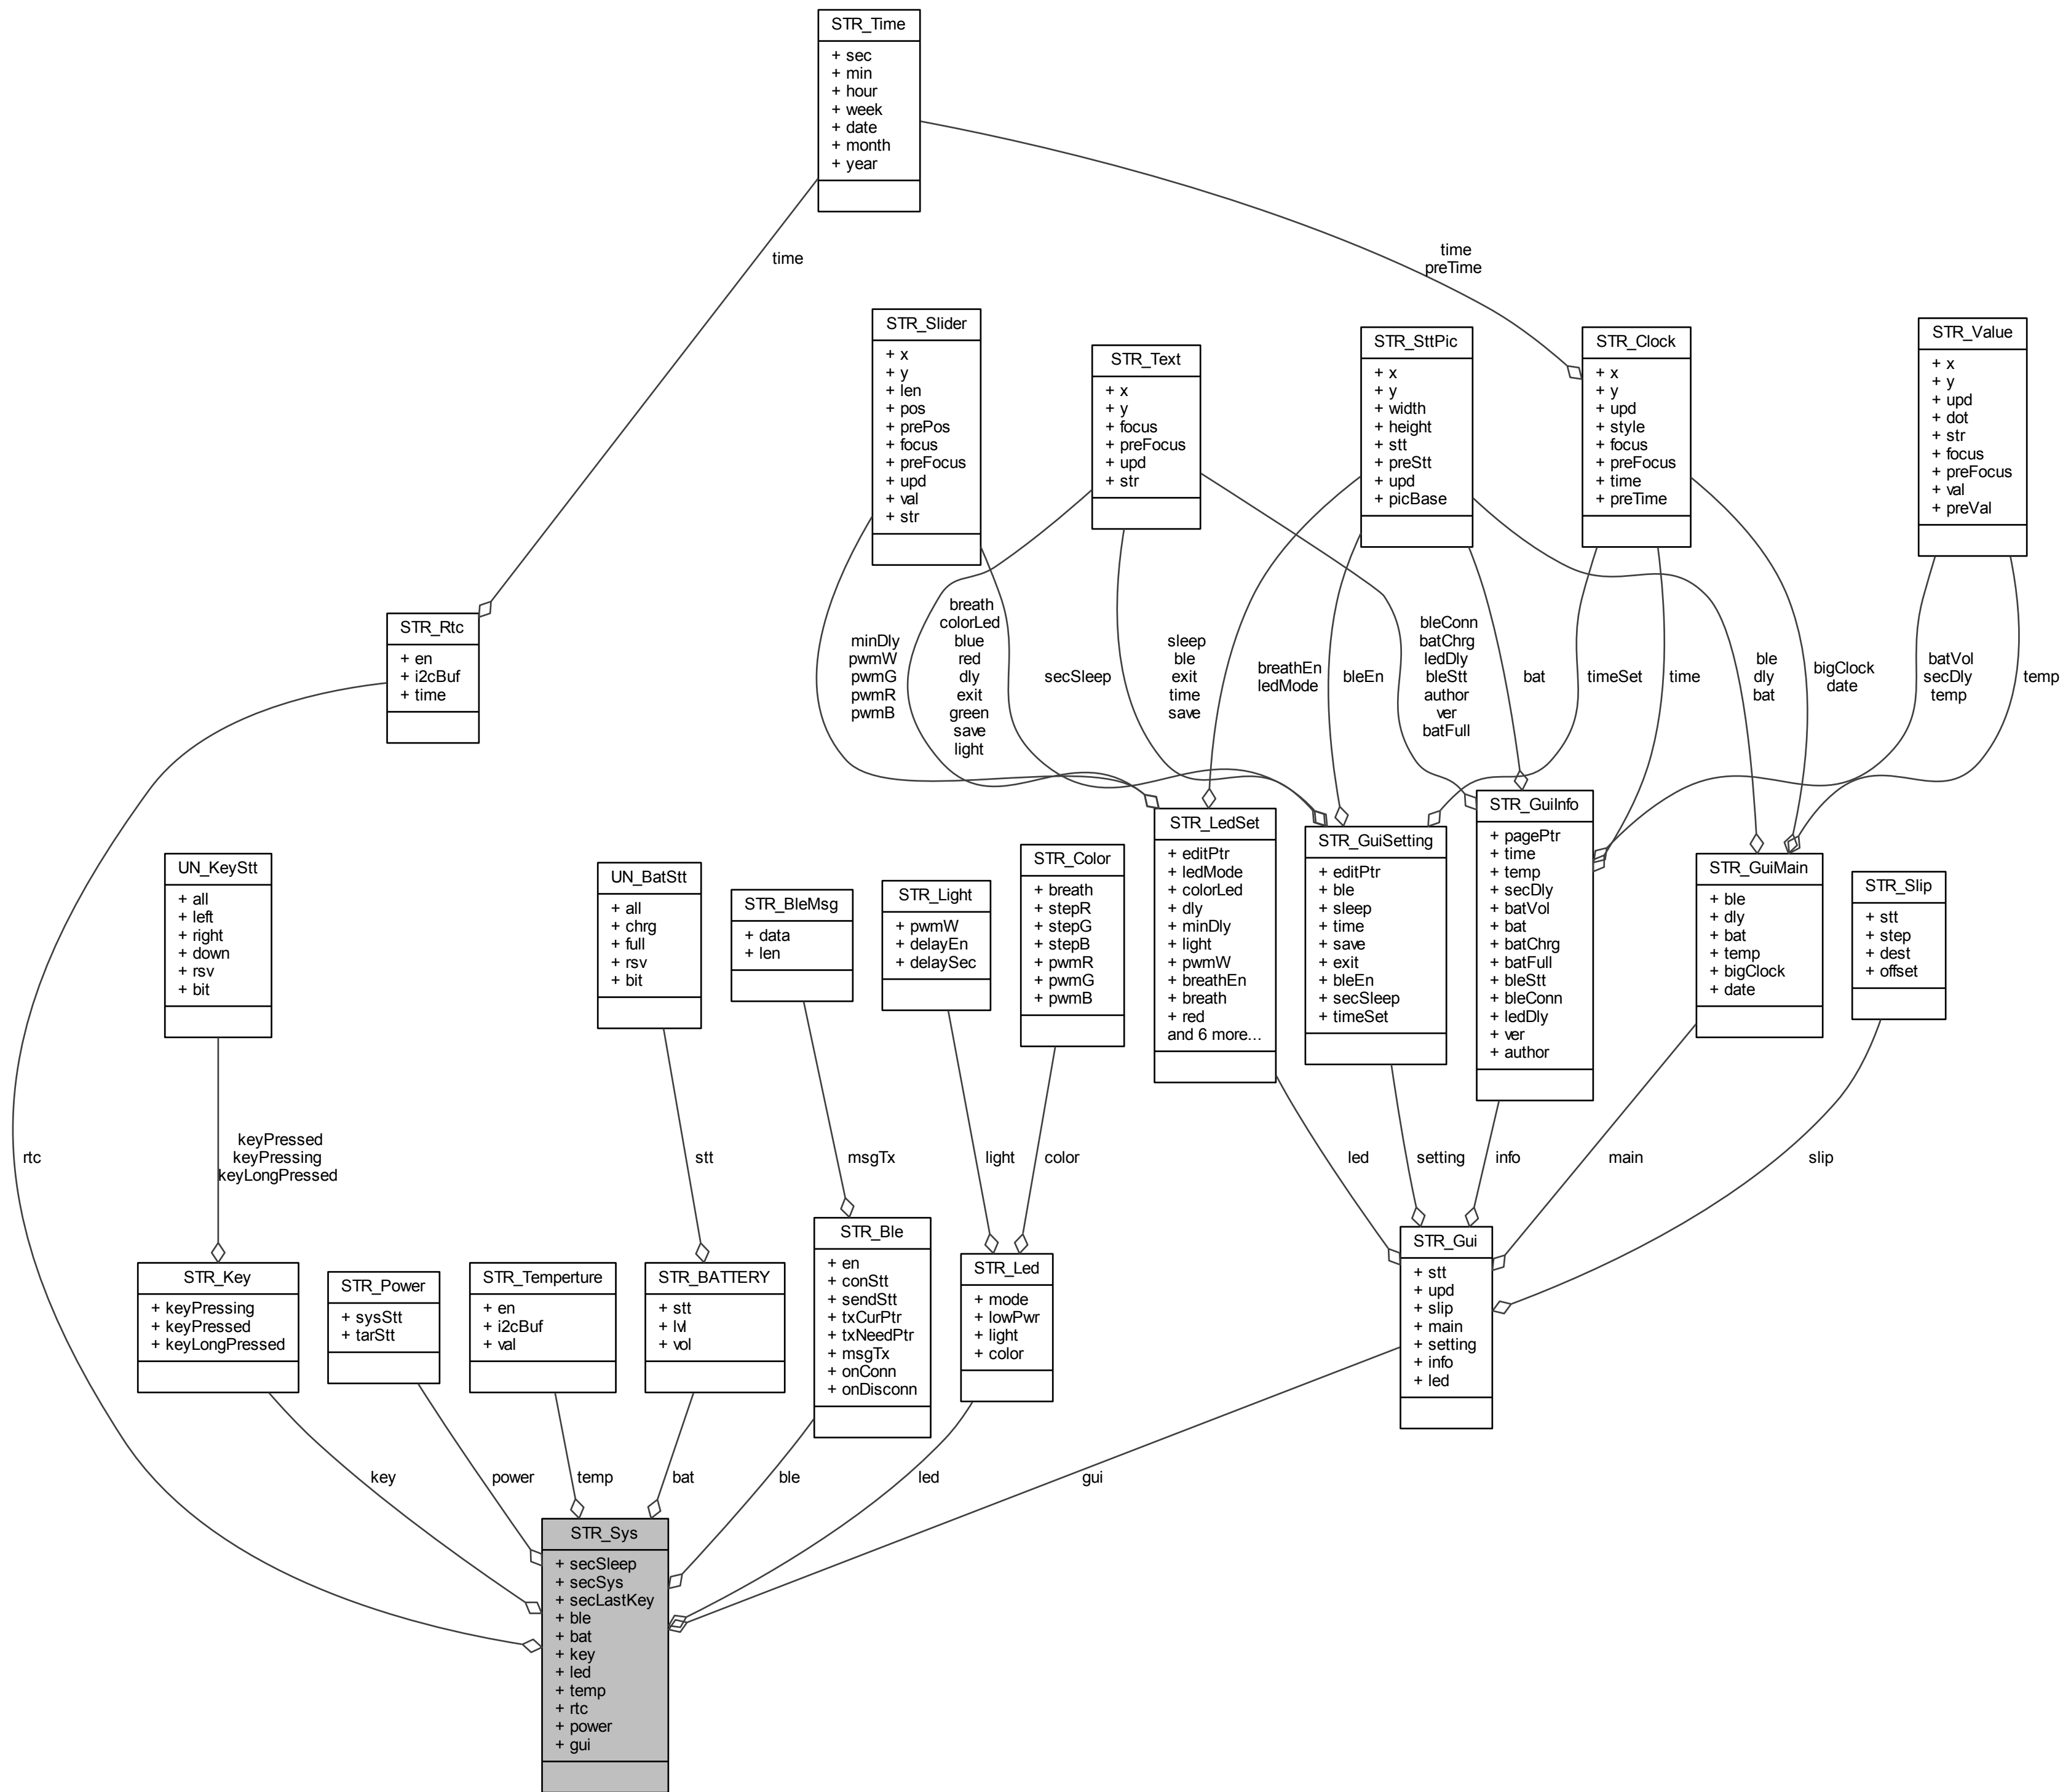 STR_Time
+ sec
+ min
+ hour
+ week
+ date
+ month
+ year
time
time
preTime
STR_Slider
+ x
+ y
+ len
+ pos
+ prePos
+ focus
+ preFocus
+ upd
+ val
+ str
STR_Text
+ x
+ y
+ focus
+ preFocus
+ upd
+ str
STR_SttPic
+ x
+ y
+ width
+ height
+ stt
+ preStt
+ upd
+ picBase
STR_Clock
+ x
+ y
+ upd
+ style
+ focus
+ preFocus
+ time
+ preTime
STR_Value
+ x
+ y
+ upd
+ dot
+ str
+ focus
+ preFocus
+ val
+ preVal
STR_Rtc
+ en
+ i2cBuf
+ time
minDly
pwmW
pwmG
pwmR
pwmB
breath
colorLed
blue
red
dly
exit
green
save
light
secSleep
sleep
ble
exit
time
save
breathEn
ledMode
bleEn
bleConn
batChrg
ledDly
bleStt
author
ver
batFull
bat
timeSet
time
ble
dly
bat
bigClock
date
batVol
secDly
temp
temp
UN_KeyStt
+ all
+ left
+ right
+ down
+ rsv
+ bit
UN_BatStt
+ all
+ chrg
+ full
+ rsv
+ bit
STR_BleMsg
+ data
+ len
STR_Light
+ pwmW
+ delayEn
+ delaySec
STR_Color
+ breath
+ stepR
+ stepG
+ stepB
+ pwmR
+ pwmG
+ pwmB
STR_LedSet
+ editPtr
+ ledMode
+ colorLed
+ dly
+ minDly
+ light
+ pwmW
+ breathEn
+ breath
+ red
and 6 more...
STR_GuiSetting
+ editPtr
+ ble
+ sleep
+ time
+ save
+ exit
+ bleEn
+ secSleep
+ timeSet
STR_GuiInfo
+ pagePtr
+ time
+ temp
+ secDly
+ batVol
+ bat
+ batChrg
+ batFull
+ bleStt
+ bleConn
+ ledDly
+ ver
+ author
STR_GuiMain
+ ble
+ dly
+ bat
+ temp
+ bigClock
+ date
STR_Slip
+ stt
+ step
+ dest
+ offset
rtc
keyPressed
keyPressing
keyLongPressed
stt
msgTx
light
color
led
setting
info
main
slip
STR_Key
+ keyPressing
+ keyPressed
+ keyLongPressed
STR_Power
+ sysStt
+ tarStt
STR_Temperture
+ en
+ i2cBuf
+ val
STR_BATTERY
+ stt
+ lvl
+ vol
STR_Ble
+ en
+ conStt
+ sendStt
+ txCurPtr
+ txNeedPtr
+ msgTx
+ onConn
+ onDisconn
STR_Led
+ mode
+ lowPwr
+ light
+ color
STR_Gui
+ stt
+ upd
+ slip
+ main
+ setting
+ info
+ led
key
power
temp
bat
ble
led
gui
STR_Sys
+ secSleep
+ secSys
+ secLastKey
+ ble
+ bat
+ key
+ led
+ temp
+ rtc
+ power
+ gui